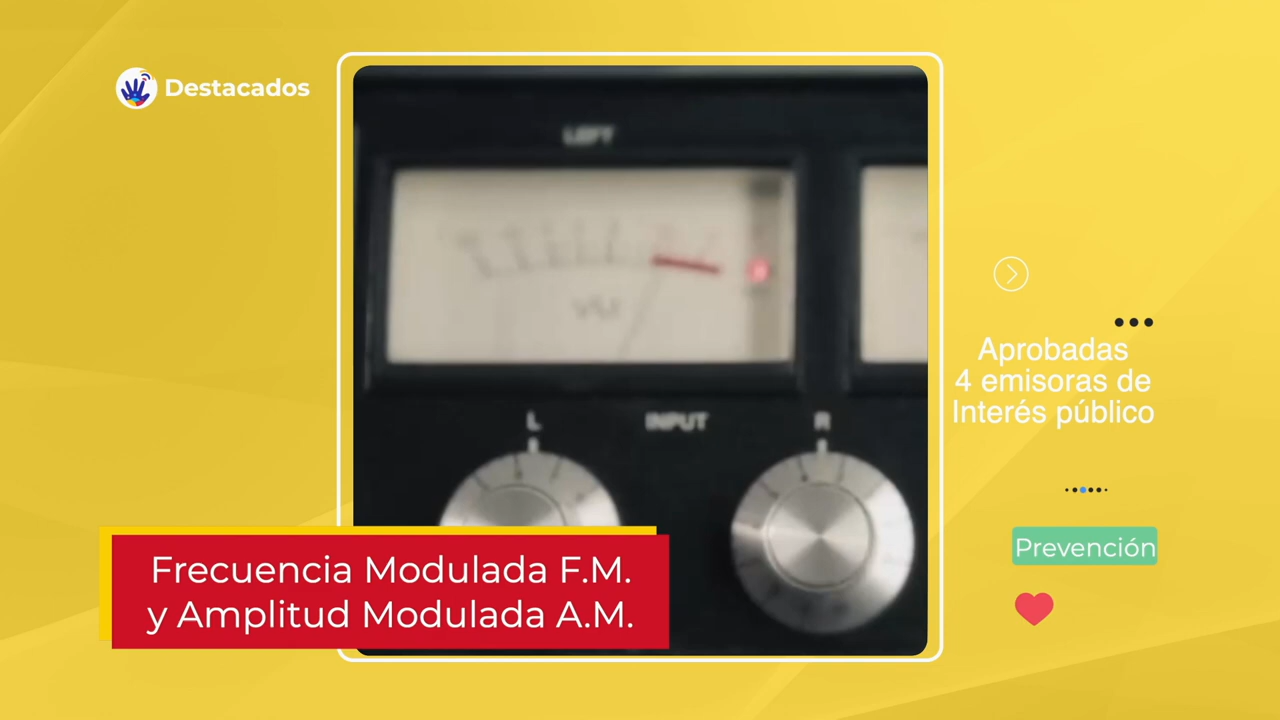 Destacados
LEFT
VU
L
INPUT
R
Aprobadas
4 emisoras de
Interés público
Prevención
Frecuencia Modulada F.M.
y Amplitud Modulada A.M.